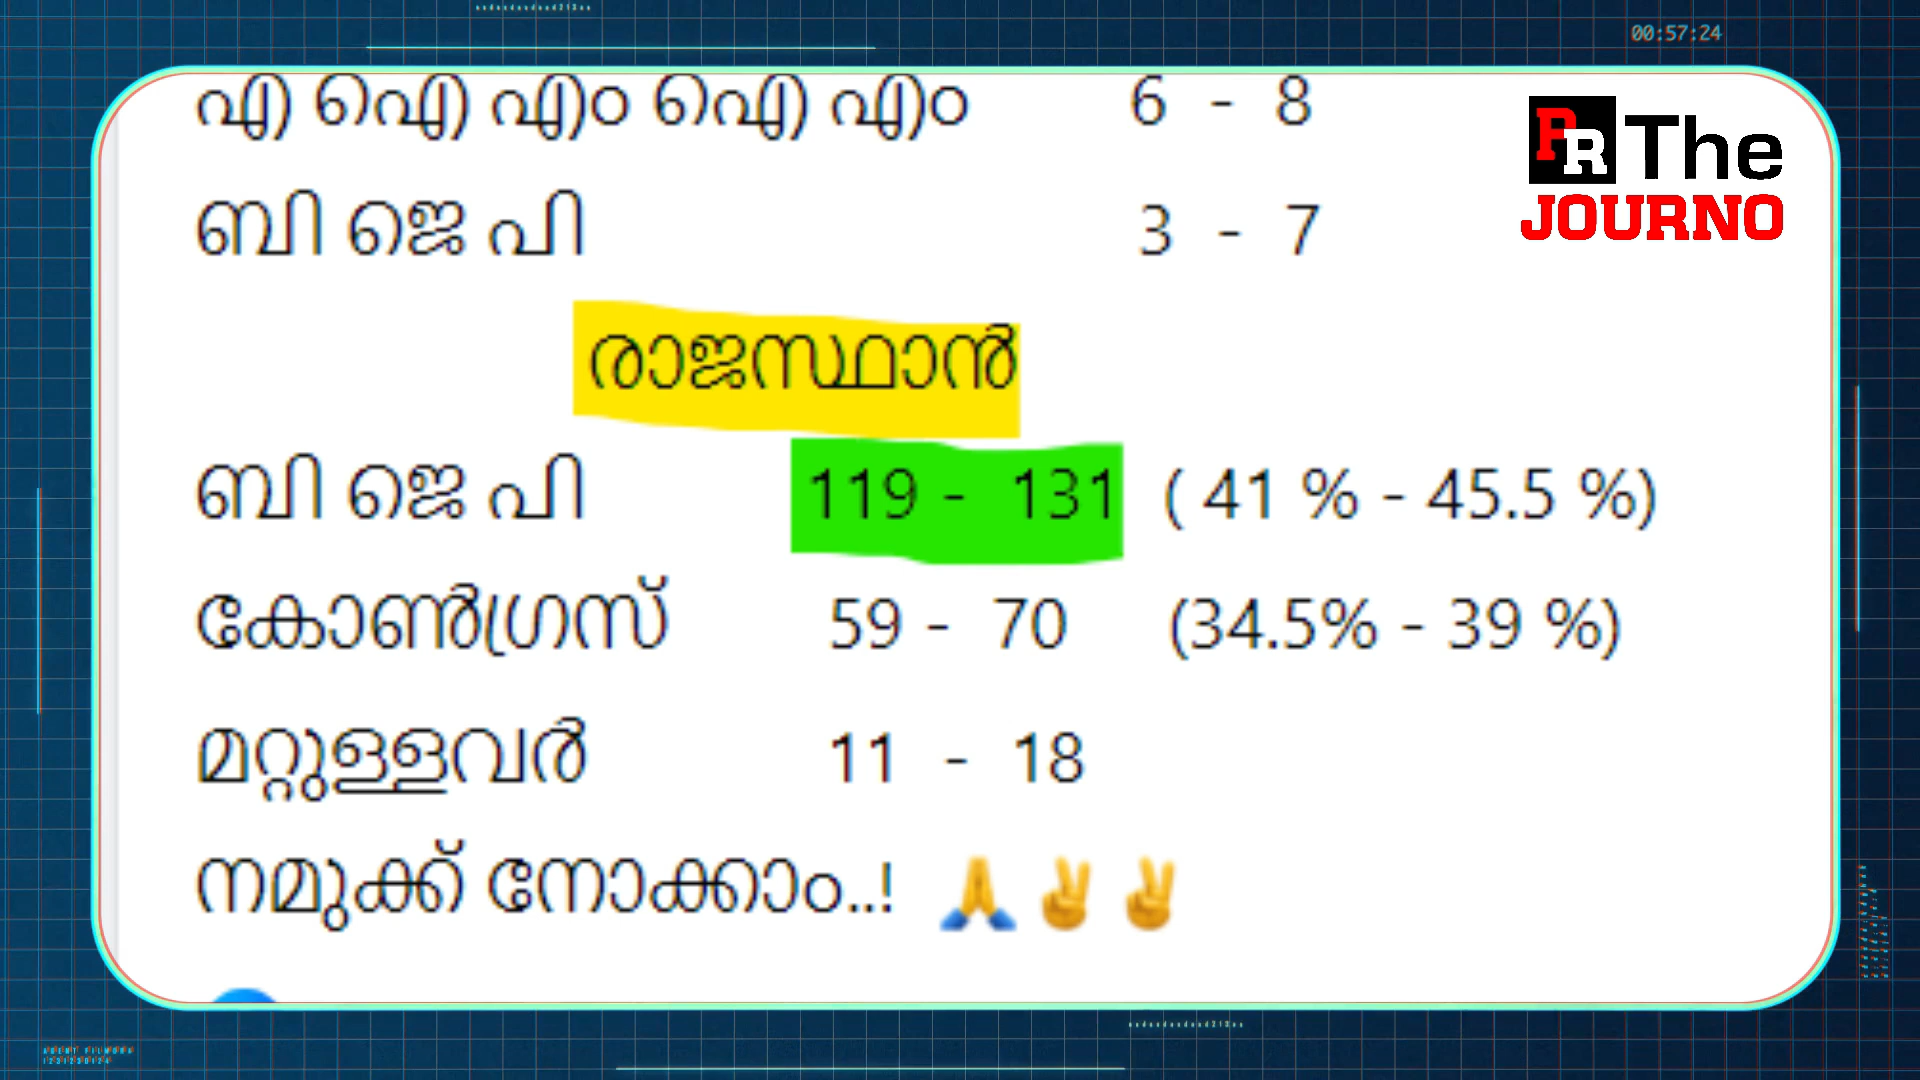 00:57:24
എ ഐ എം ഐ എം 6 - 8
PR The
JOURNO
ബി ജെ പി 3 - 7
രാജസ്ഥാൻ
ബി ജെ പി 119 - 131 ( 41 % - 45.5 %)
കോൺഗ്രസ് 59 - 70 (34.5% - 39 %)
മറ്റുള്ളവർ 11 - 18
നമുക്ക് നോക്കാം..! 🙏✌✌